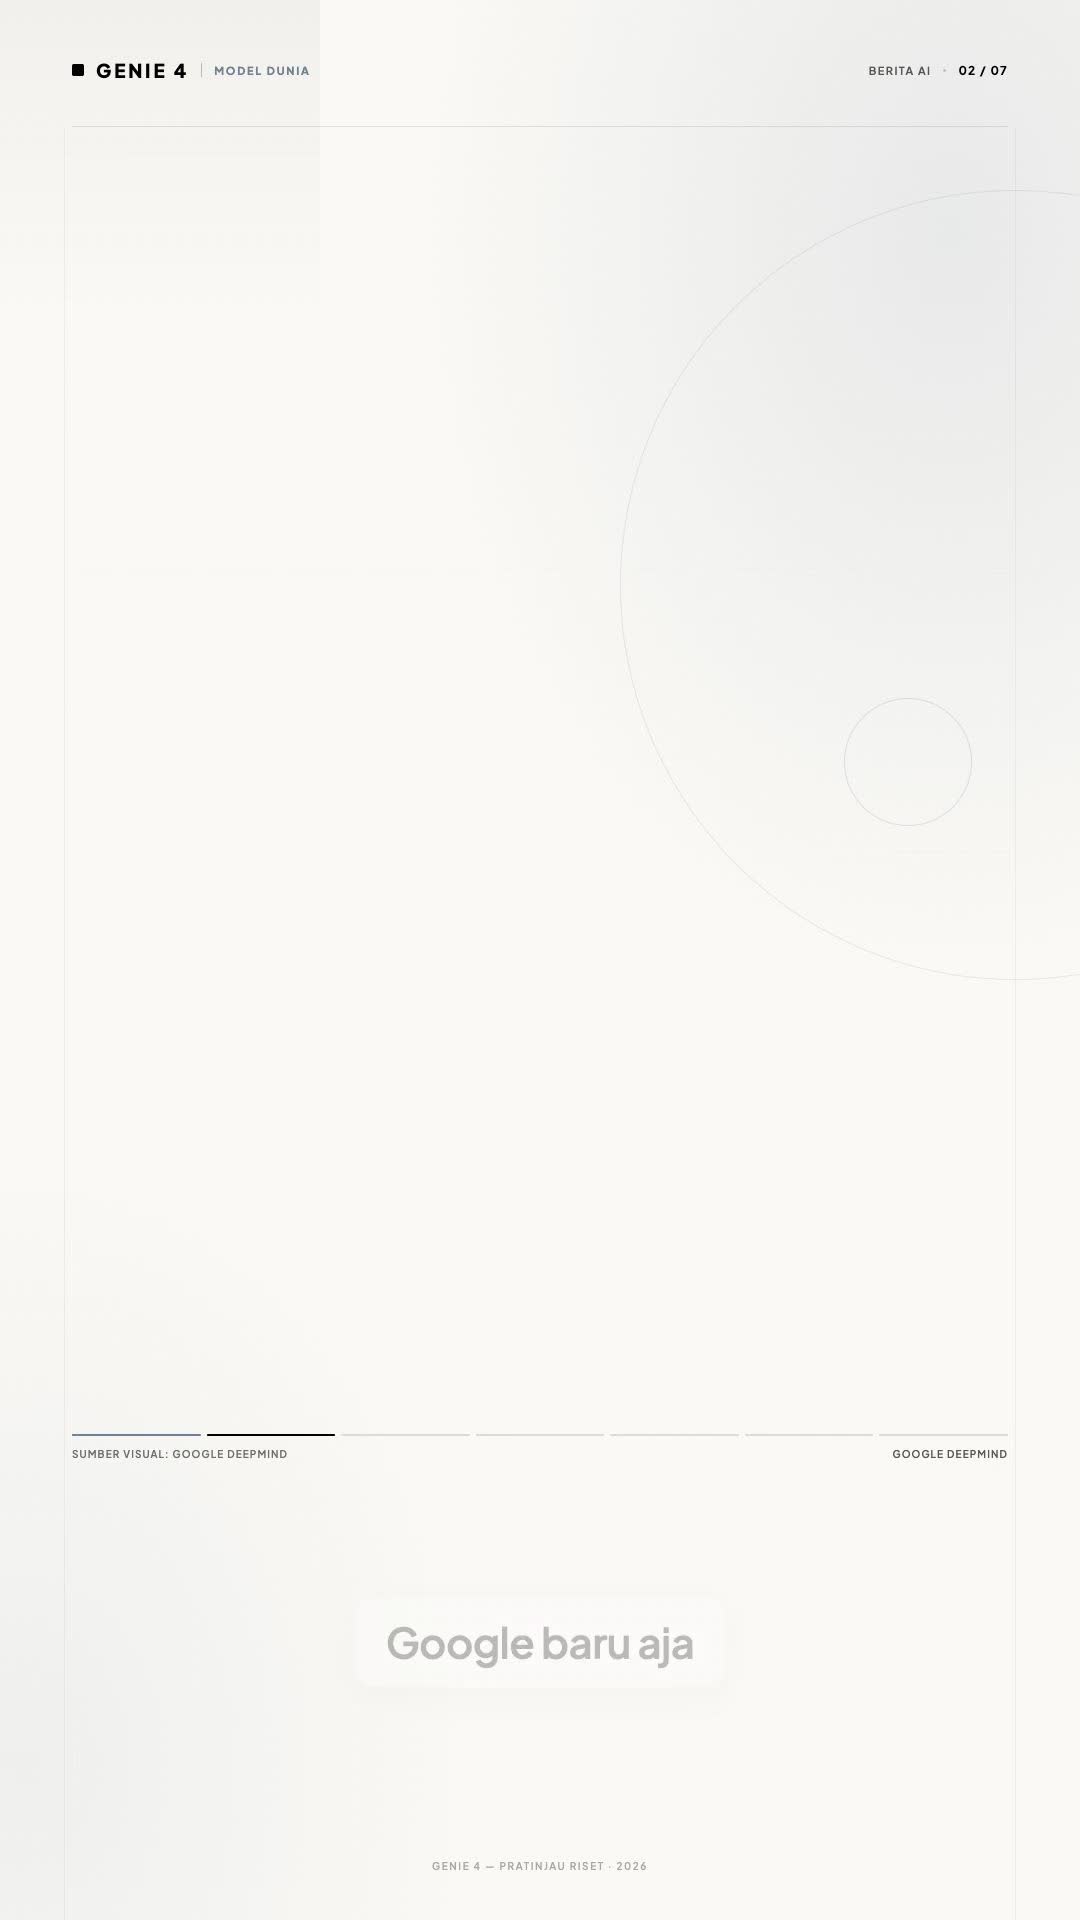 GENIE 4 | MODEL DUNIA
BERITA AI • 02 / 07
SUMBER VISUAL: GOOGLE DEEPMIND
GOOGLE DEEPMIND
Google baru aja
GENIE 4 — PRATINJAU RISET · 2026